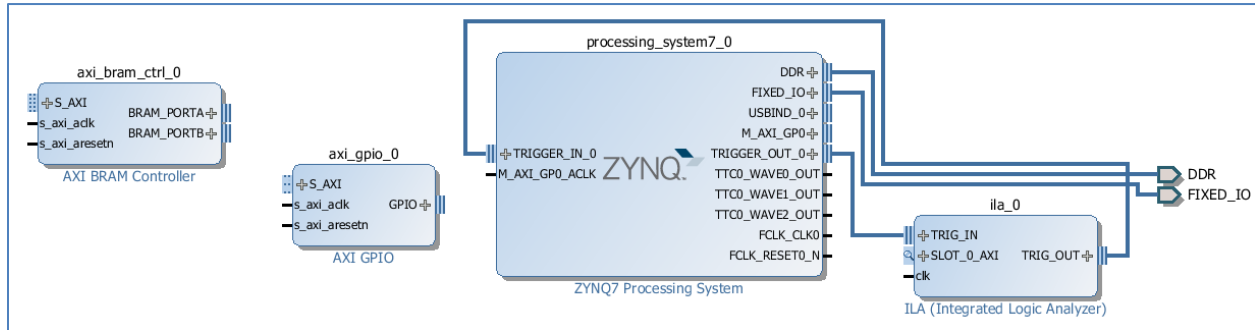 axi_bram_ctrl_0
S_AXI
s_axi_aclk
s_axi_aresetn
BRAM_PORTA
BRAM_PORTB
AXI BRAM Controller
axi_gpio_0
S_AXI
s_axi_aclk
s_axi_aresetn
GPIO
AXI GPIO
processing_system7_0
TRIGGER_IN_0
M_AXI_GP0_ACLK
ZYNQ
DDR
FIXED_IO
USBIND_0
M_AXI_GP0
TRIGGER_OUT_0
TTC0_WAVE0_OUT
TTC0_WAVE1_OUT
TTC0_WAVE2_OUT
FCLK_CLK0
FCLK_RESET0_N
ZYNQ7 Processing System
ila_0
TRIG_IN
SLOT_0_AXI
clk
TRIG_OUT
ILA (Integrated Logic Analyzer)
DDR
FIXED_IO